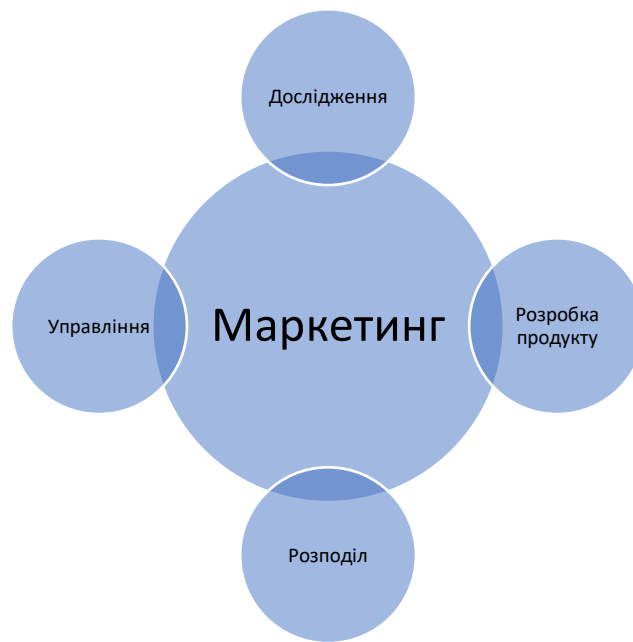 Дослідження
Управління
Маркетинг
Розробка
продукту
Розподіл